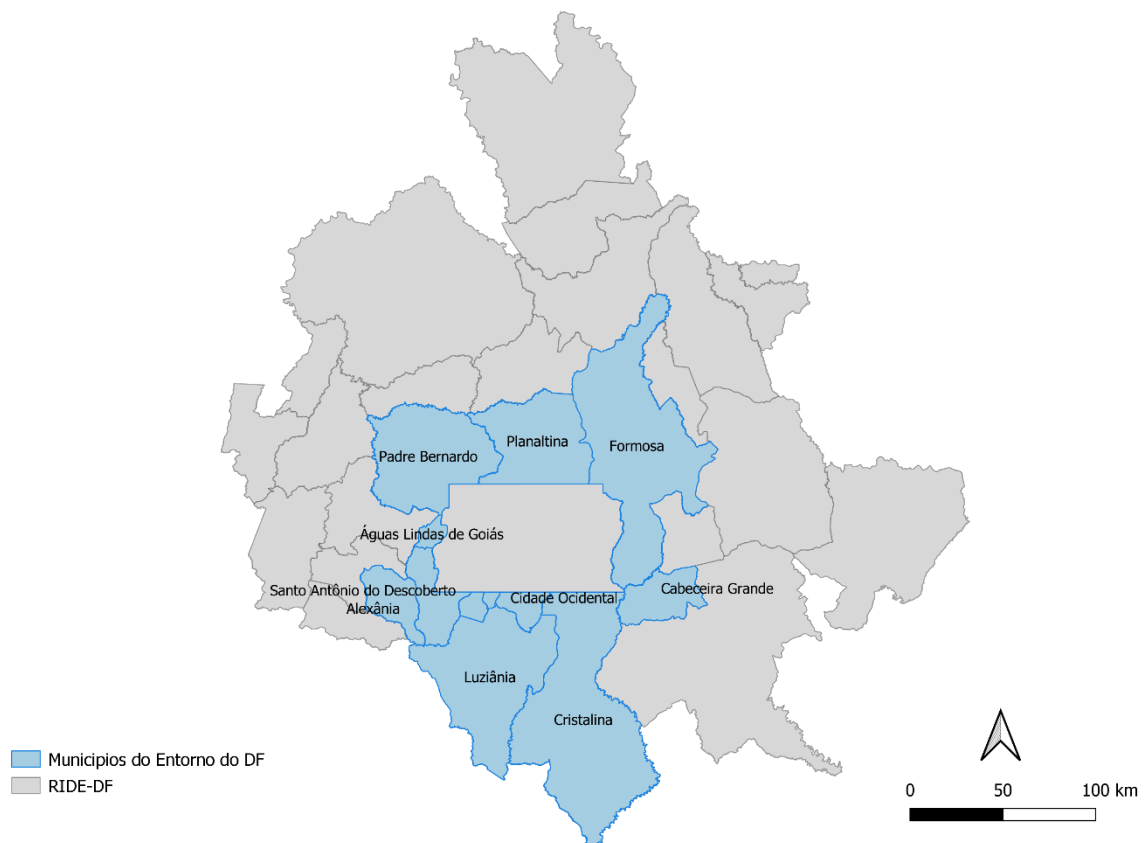 Planaltina
Formosa
Padre Bernardo
Águas Lindas de Goiás
Santo Antônio do Descoberto
Cabeceira Grande
Cidade Ocidental
Alexânia
Luziânia
Cristalina
Municipios do Entorno do DF
RIDE-DF
0 50 100 km